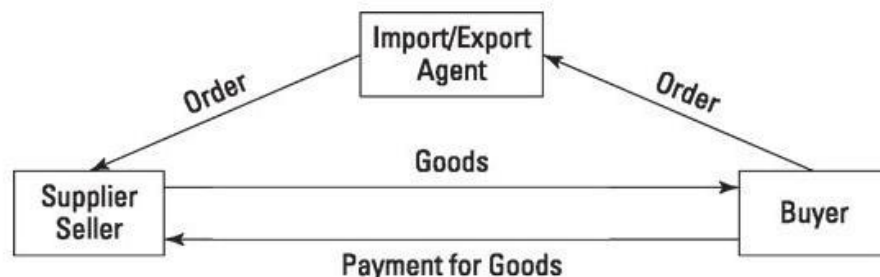 Import/Export
Agent
Order
Order
Goods
Supplier
Seller
Buyer
Payment for Goods